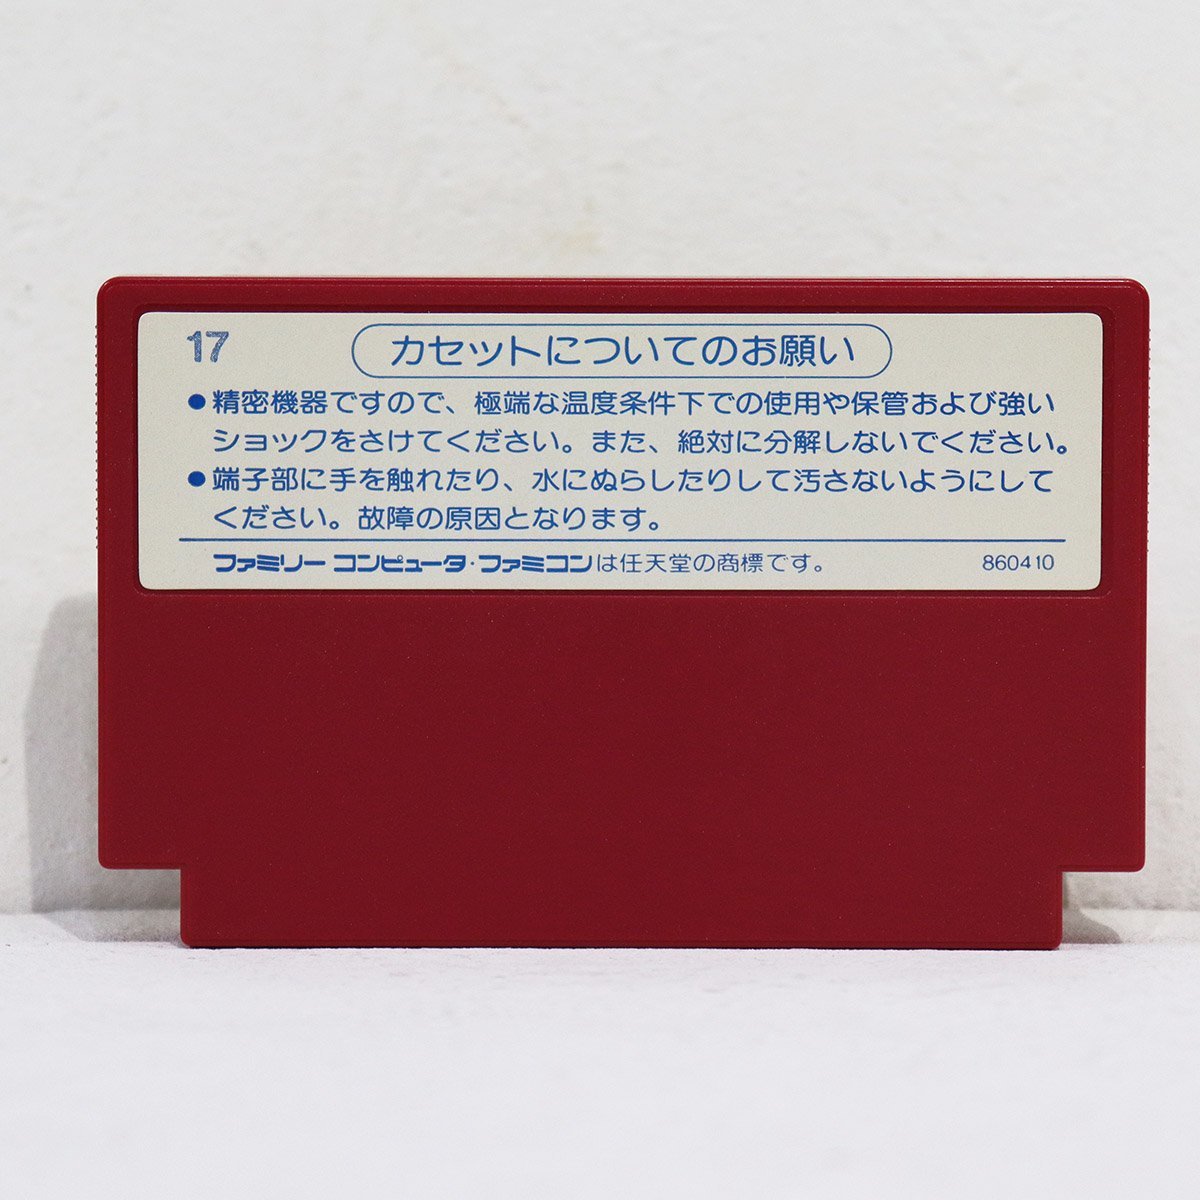 17
カセットについてのお願い
●精密機器ですので、極端な温度条件下での使用や保管および強い
ショックをさけてください。また、絶対に分解しないでください。
●端子部に手を触れたり、水にぬらしたりして汚さないようにして
ください。故障の原因となります。
ファミリーコンピュータ・ファミコンは任天堂の商標です。 860410